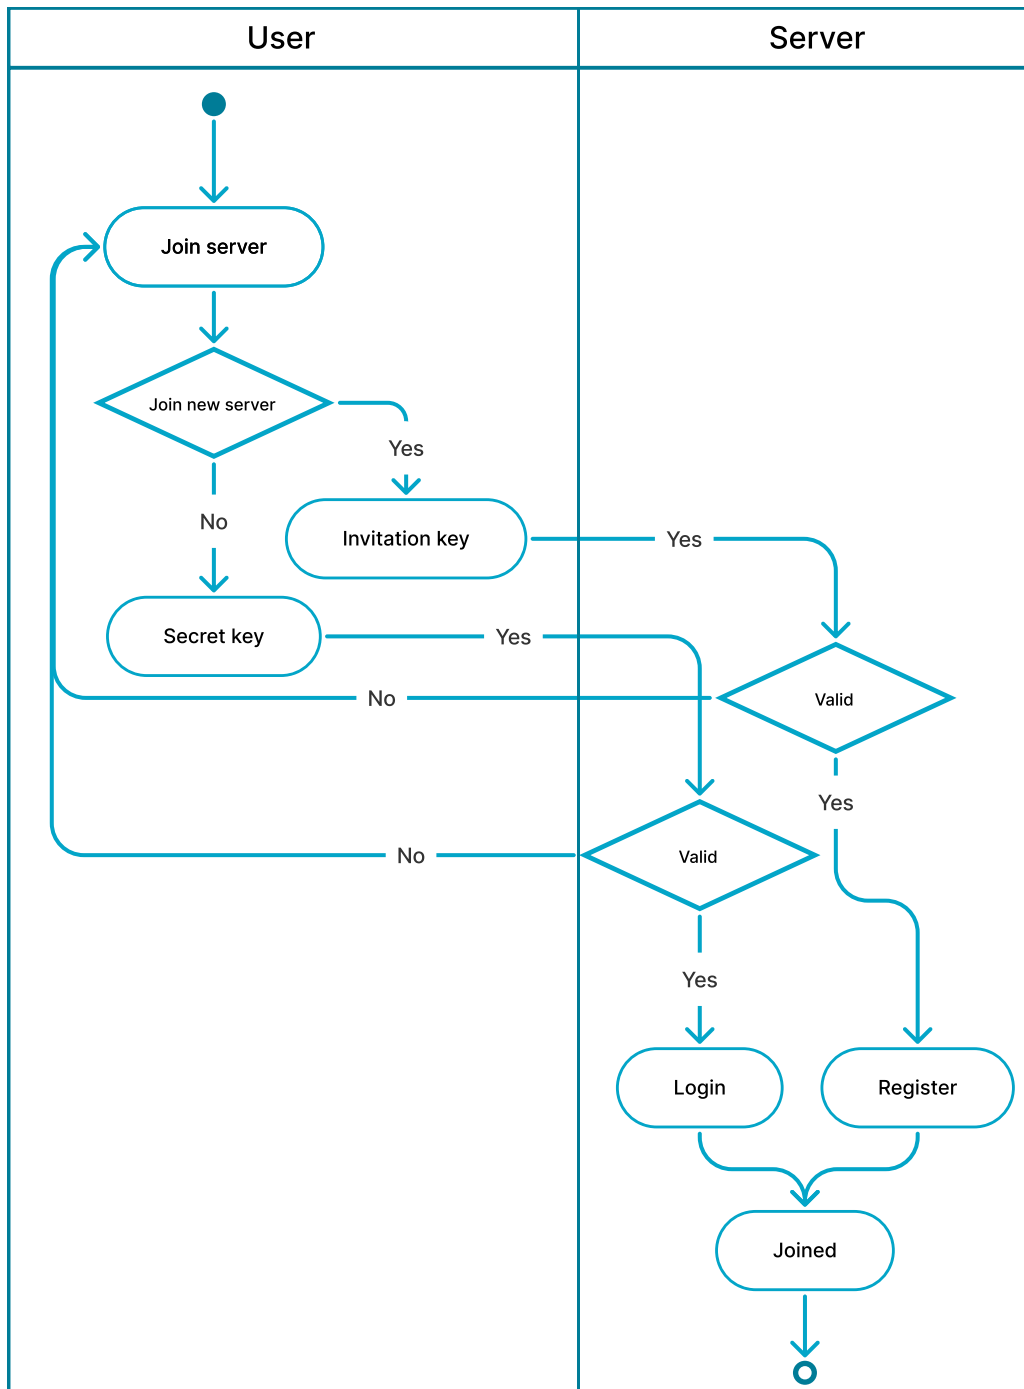 User
Server
Join server
Join new server
Yes
No
Invitation key
Yes
Secret key
Yes
No
Valid
Yes
No
Valid
Yes
Login
Register
Joined